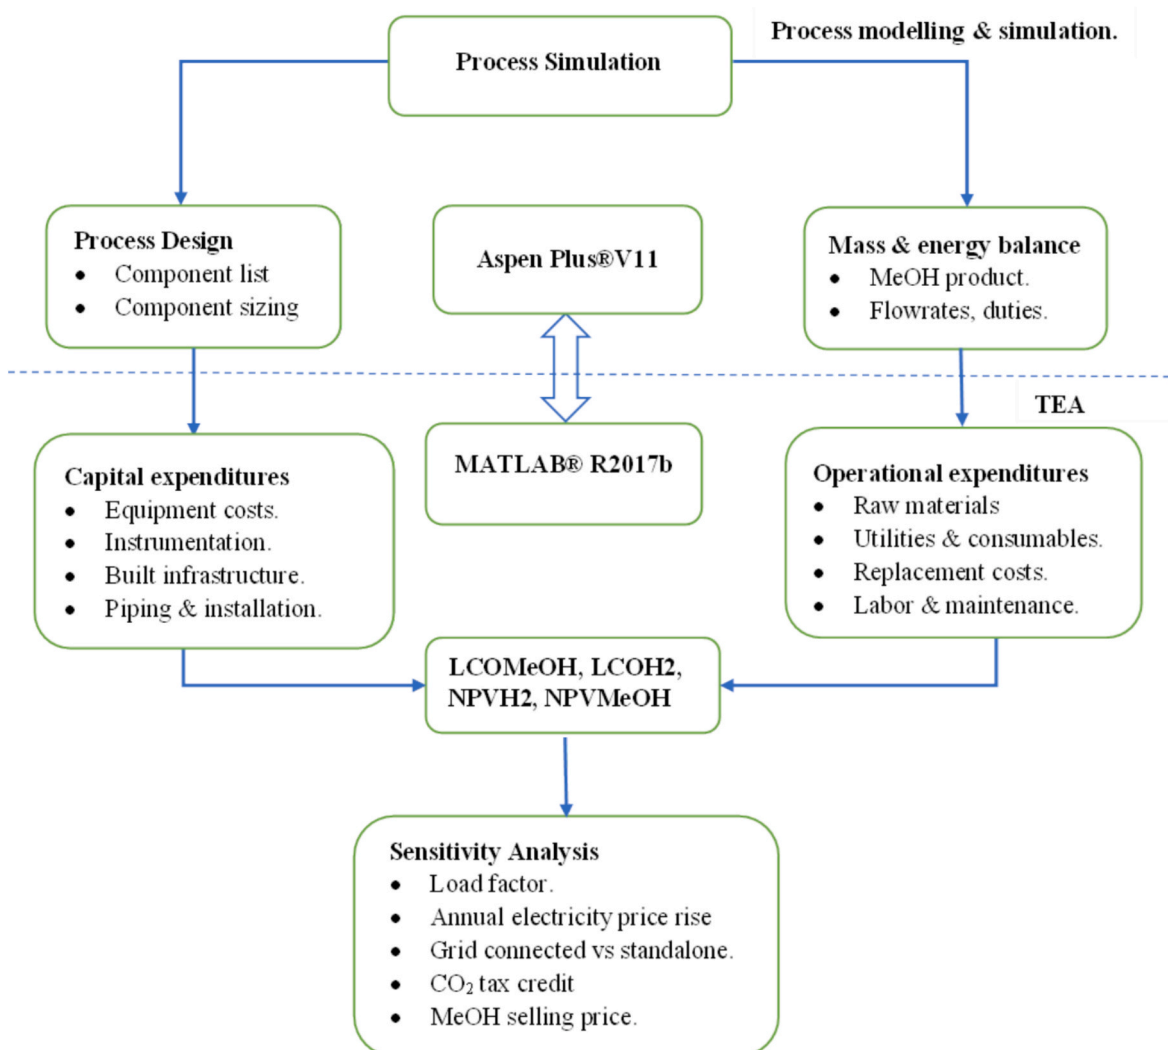 Process modelling & simulation.
Process Simulation
Process Design
• Component list
• Component sizing
Aspen Plus®V11
Mass & energy balance
• MeOH product.
• Flowrates, duties.
TEA
Capital expenditures
• Equipment costs.
• Instrumentation.
• Built infrastructure.
• Piping & installation.
MATLAB® R2017b
Operational expenditures
• Raw materials
• Utilities & consumables.
• Replacement costs.
• Labor & maintenance.
LCOMeOH, LCOH2,
NPVH2, NPVMeOH
Sensitivity Analysis
• Load factor.
• Annual electricity price rise
• Grid connected vs standalone.
• CO₂ tax credit
• MeOH selling price.